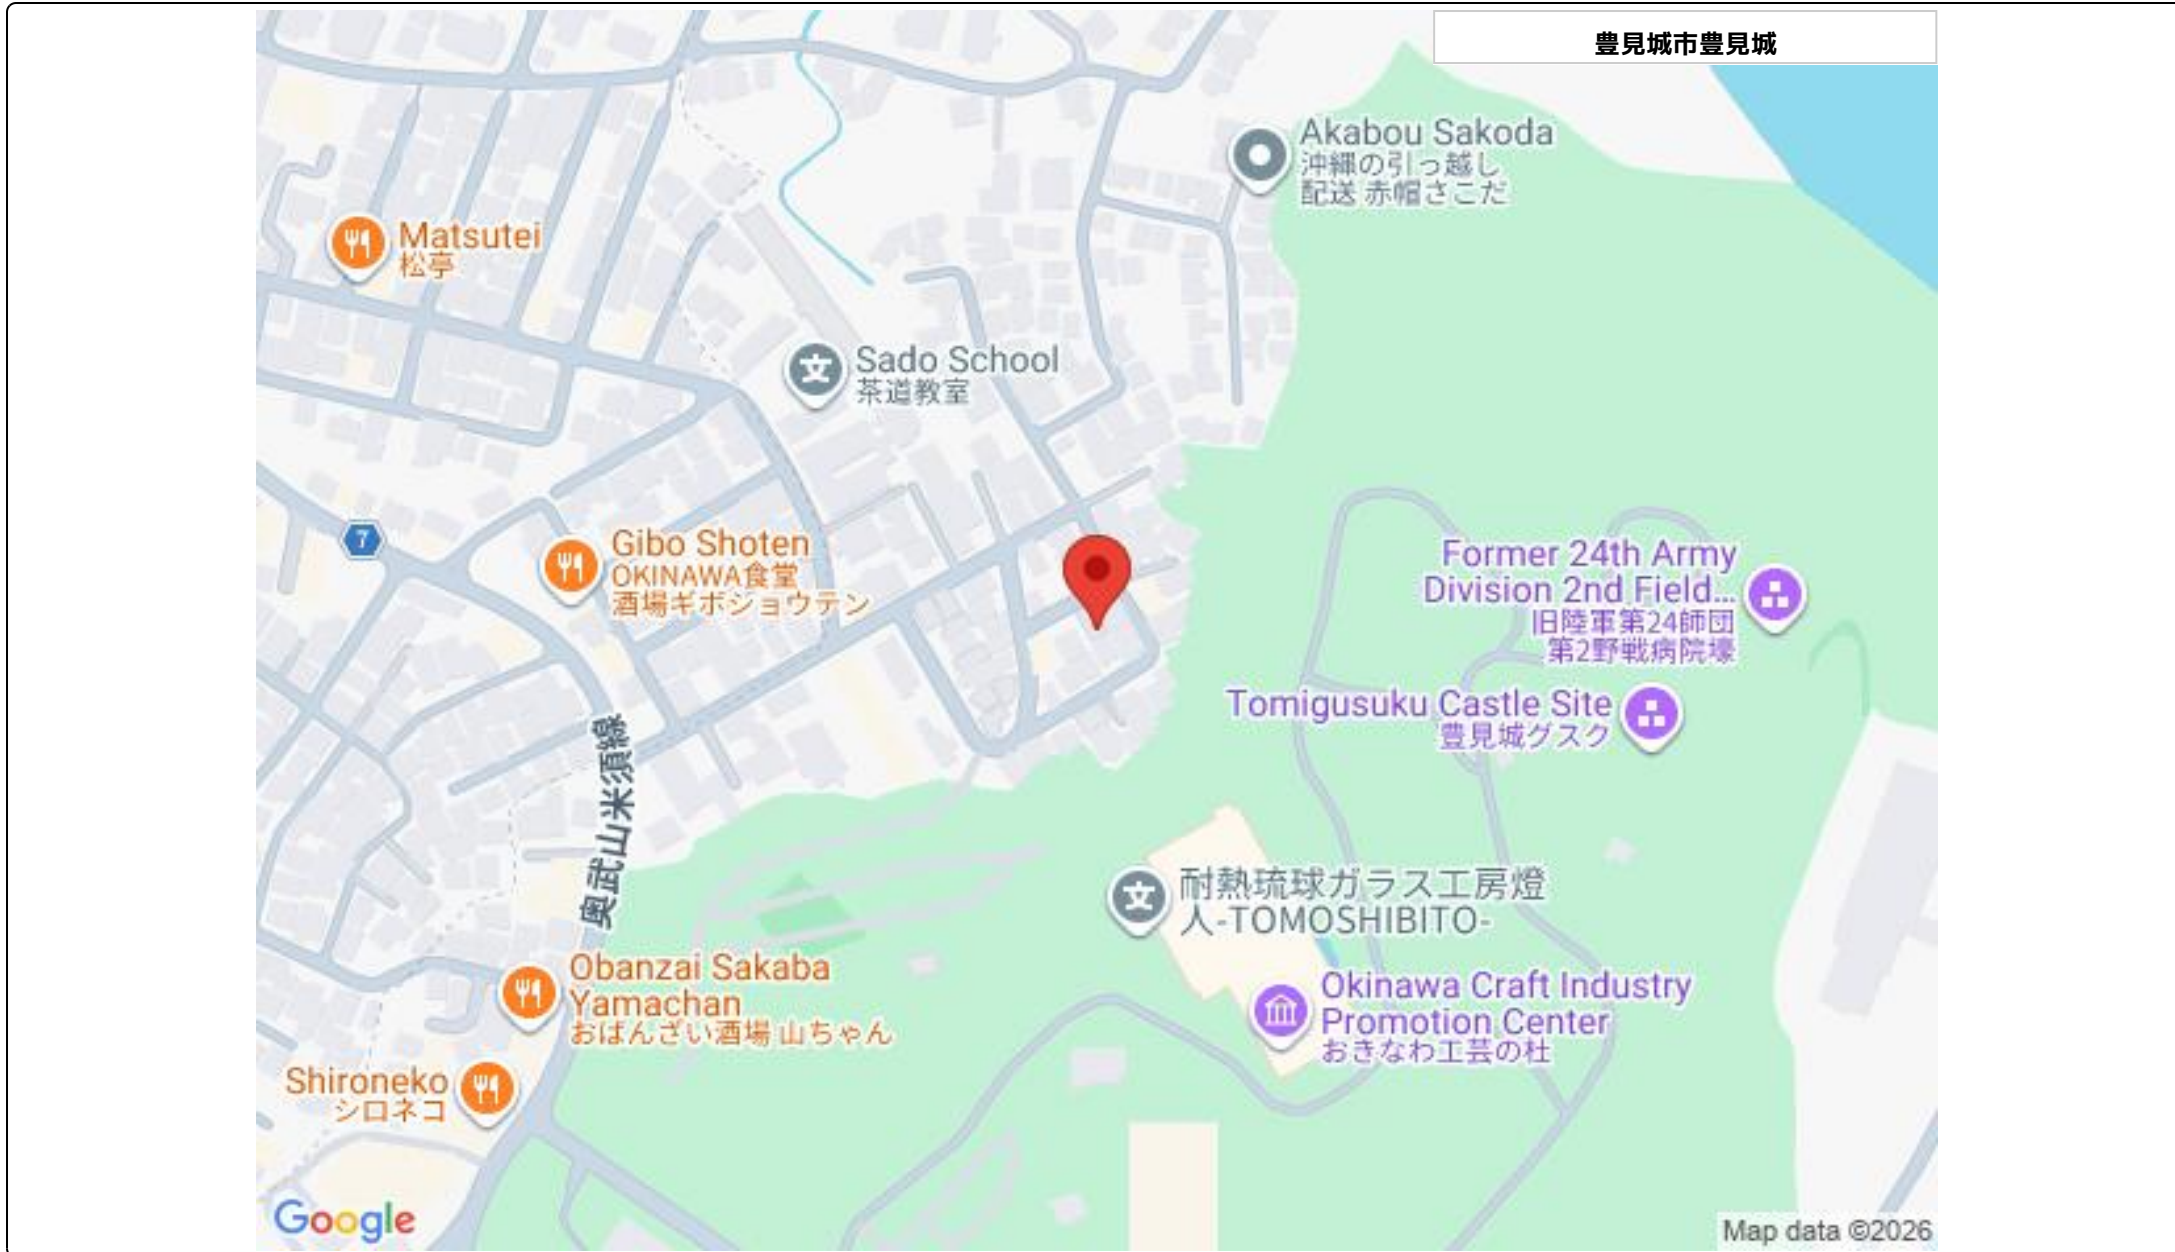 豊見城市豊見城
Akabou Sakoda
沖縄の引っ越し
配送 赤帽さこだ
Matsutei
松亭
Sado School
茶道教室
7
Gibo Shoten
OKINAWA食堂
酒場ギボショウテン
Former 24th Army
Division 2nd Field...
旧陸軍第24師団
第2野戦病院壕
Tomigusuku Castle Site
豊見城グスク
奥武山米須線
耐熱琉球ガラス工房燈
人-TOMOSHIBITO-
Obanzai Sakaba
Yamachan
おばんざい酒場 山ちゃん
Okinawa Craft Industry
Promotion Center
おきなわ工芸の杜
Shironeko
シロネコ
Google
Map data ©2026